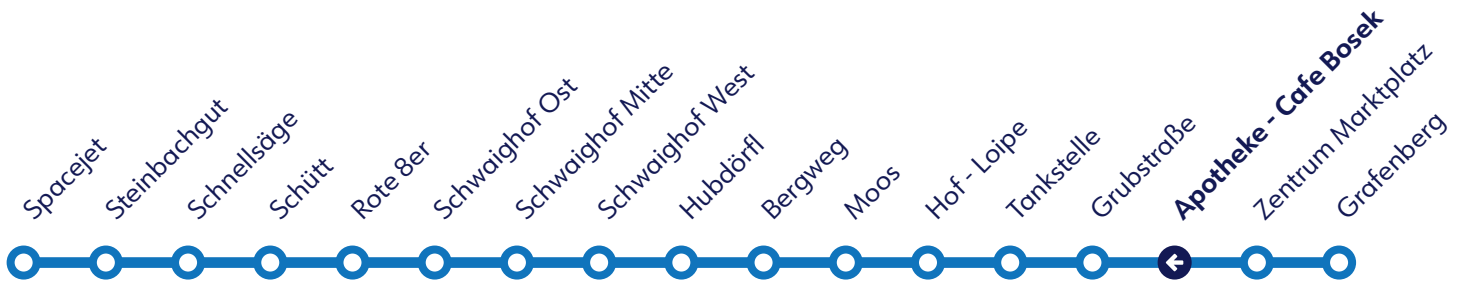 Spacejet
Steinbachgut
Schnellsäge
Schütt
Rote 8er
Schwaighof Ost
Schwaighof Mitte
Schwaighof West
Hubdörfl
Bergweg
Moos
Hof - Loipe
Tankstelle
Grubstraße
Apotheke - Cafe Bosek
Zentrum Marktplatz
Grafenberg